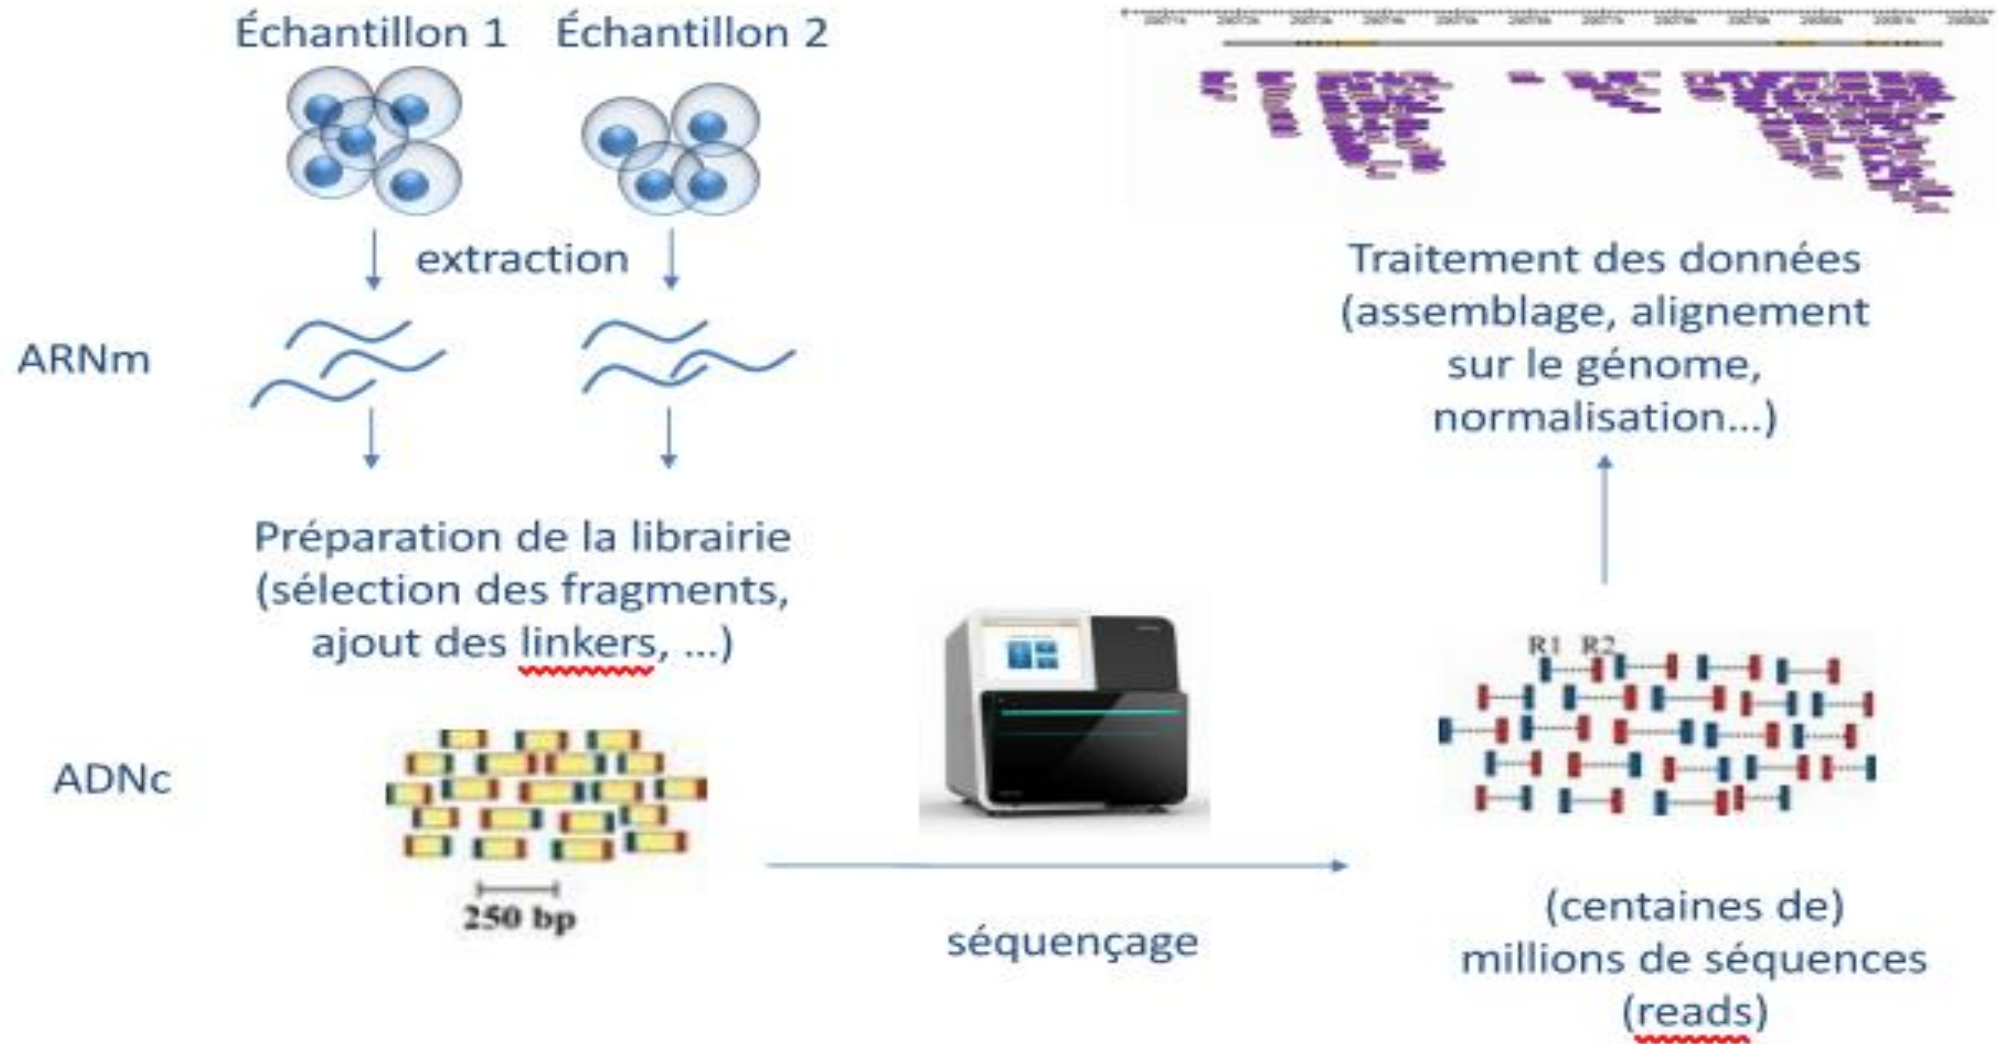 Échantillon 1
Échantillon 2
extraction
ARNm
Préparation de la librairie
(sélection des fragments,
ajout des linkers, ...)
ADNc
250 bp
séquençage
R1 R2
(centaines de)
millions de séquences
(reads)
Traitement des données
(assemblage, alignement
sur le génome,
normalisation...)